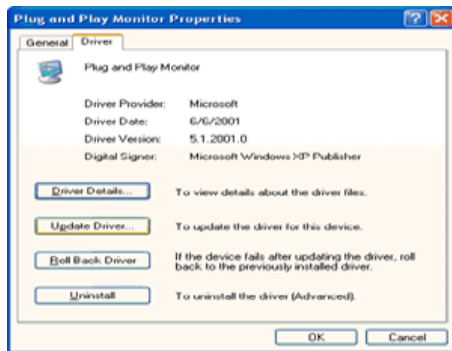 Plug and Play Monitor Properties
General
Driver
Plug and Play Monitor
Driver Provider: Microsoft
Driver Date: 6/6/2001
Driver Version: 5.1.2001.0
Digital Signer: Microsoft Windows XP Publisher
Driver Details... To view details about the driver files.
Update Driver... To update the driver for this device.
Roll Back Driver If the device fails after updating the driver, roll
back to the previously installed driver.
Uninstall To uninstall the driver (Advanced).
OK Cancel